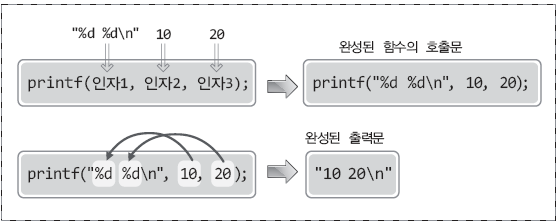 "%d %d\n" 10 20
완성된 함수의 호출문
printf(인자1, 인자2, 인자3);
printf("%d %d\n", 10, 20);
완성된 출력문
printf("%d %d\n", 10, 20);
"10 20\n"